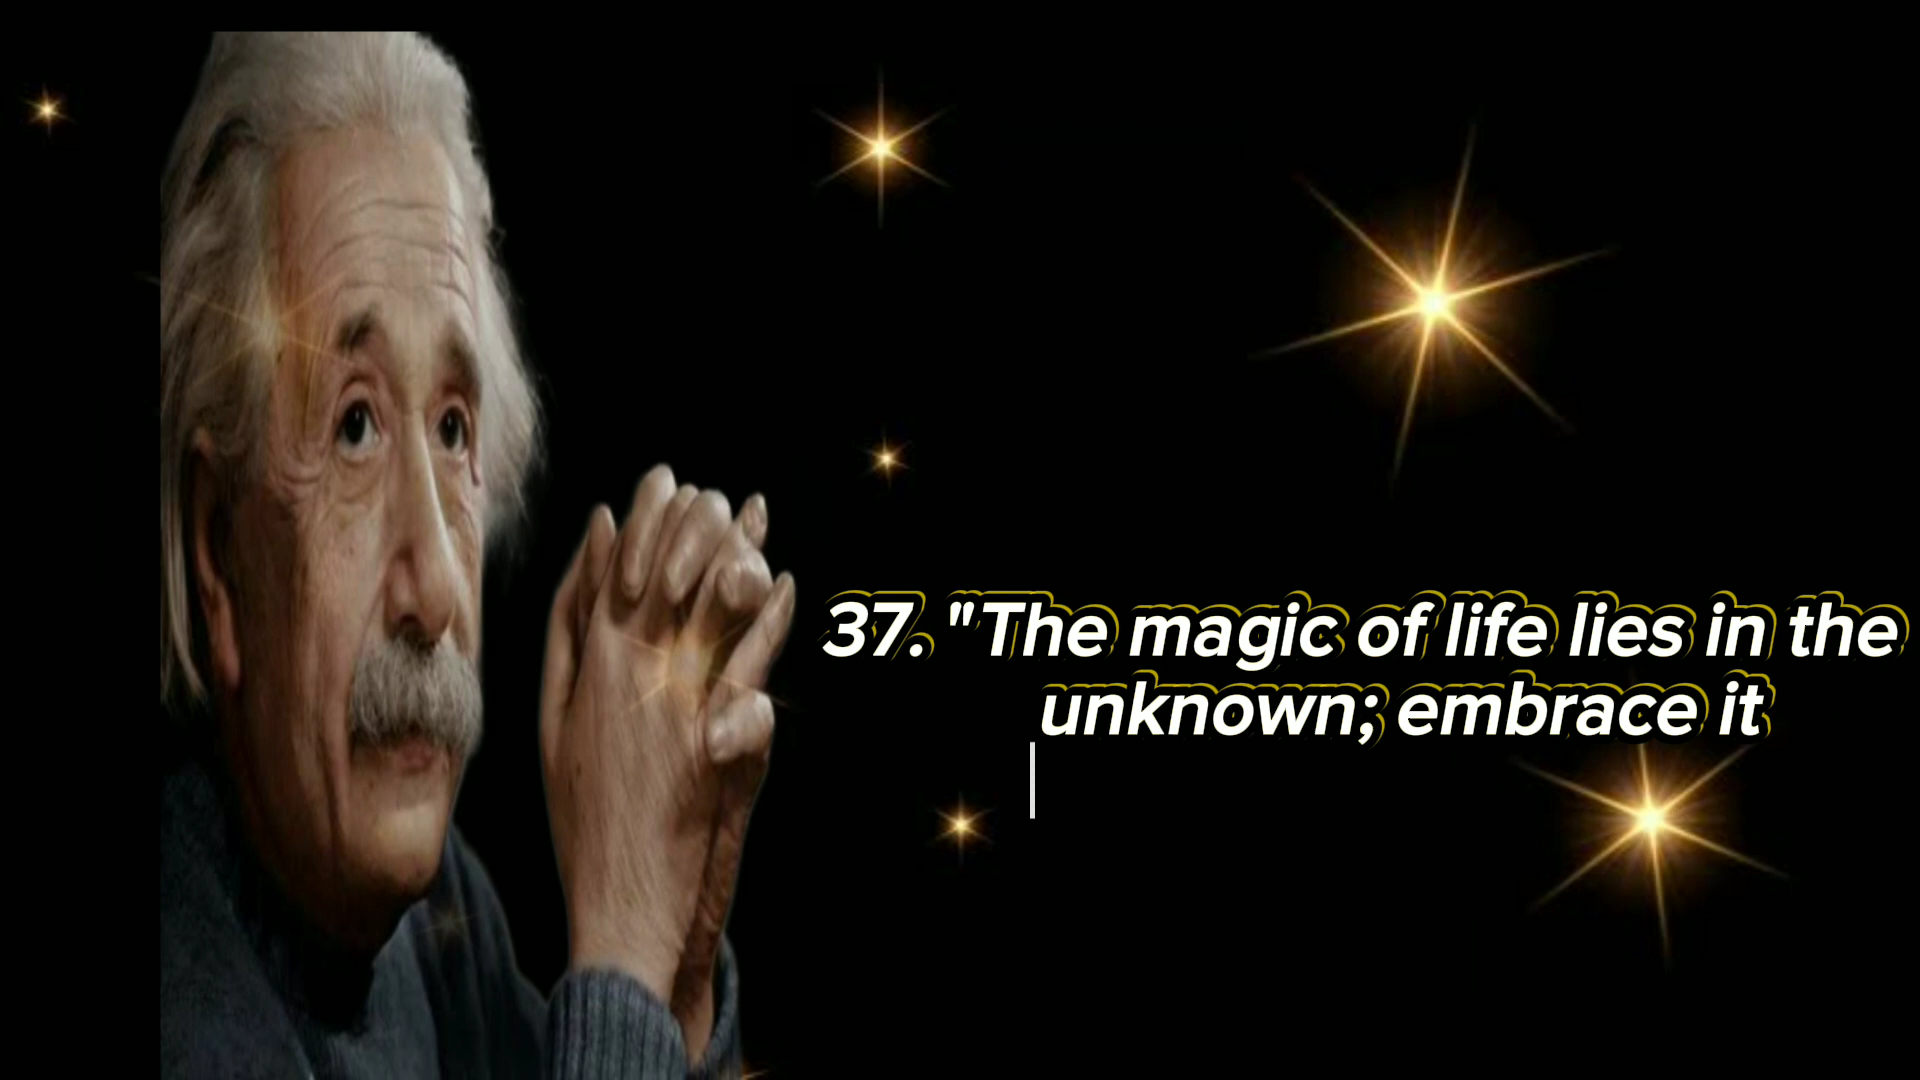 37. "The magic of life lies in the
unknown; embrace it